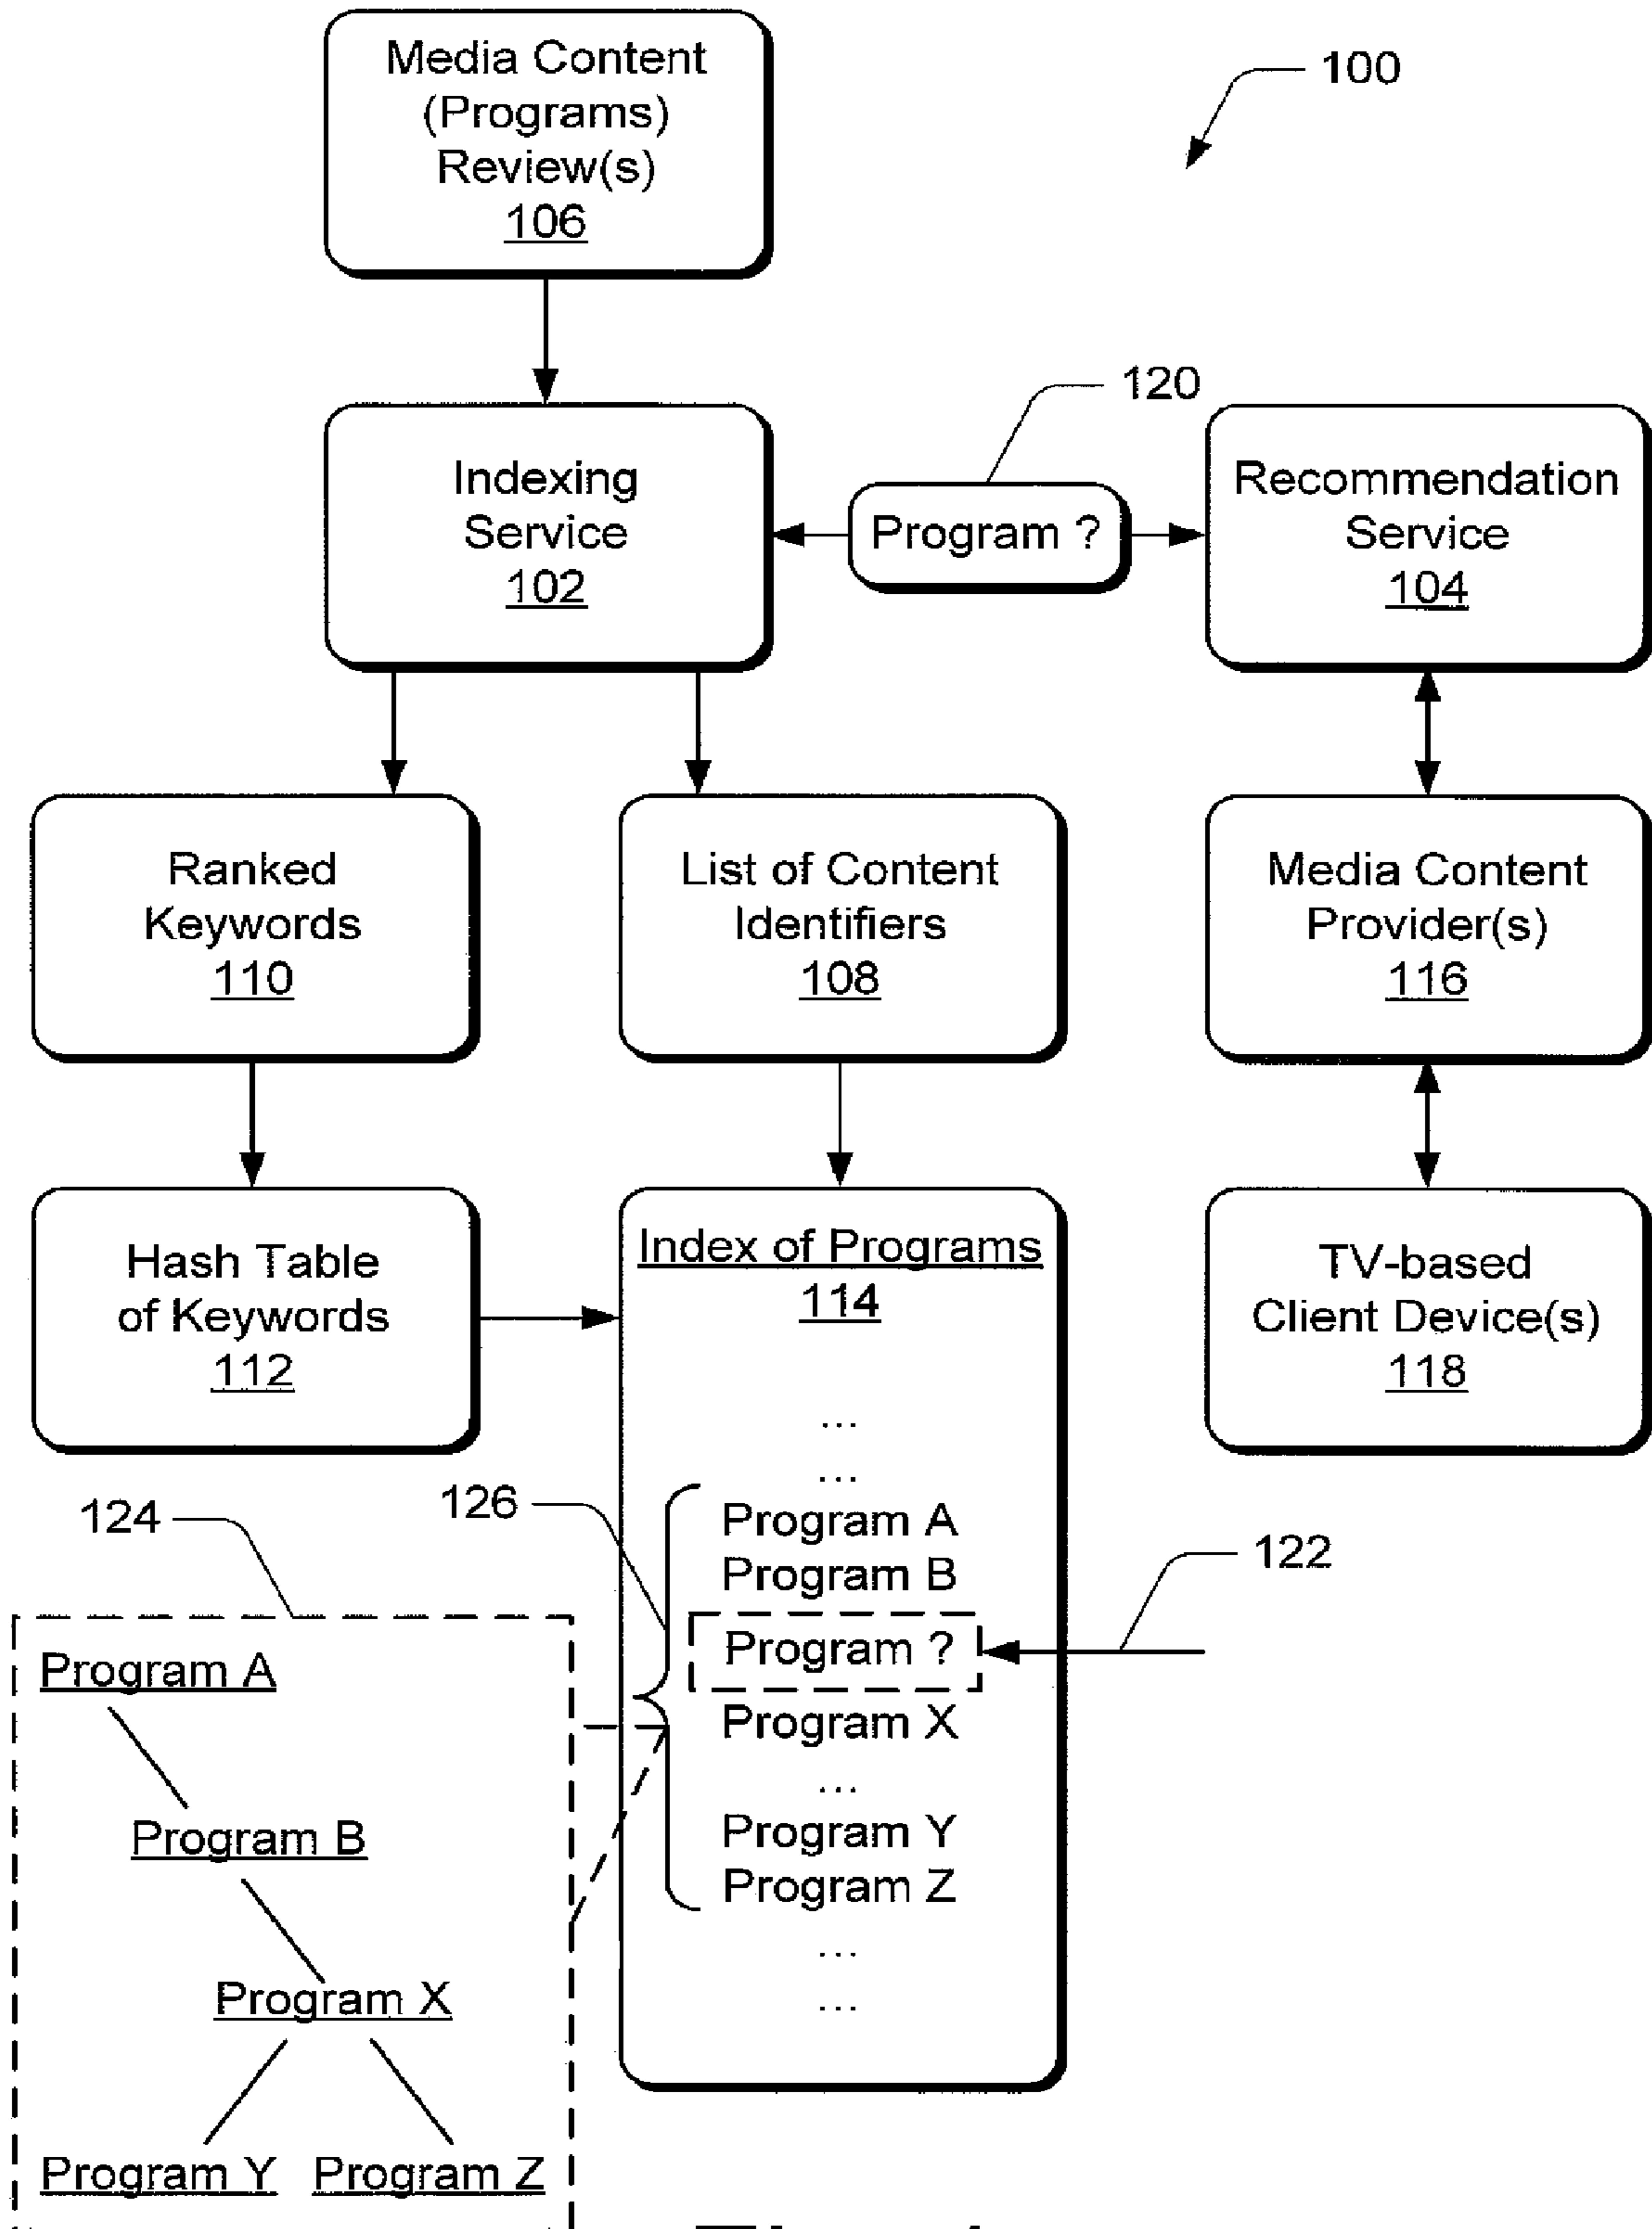 Media Content
(Programs)
Review(s)
106
100
120
Indexing
Service
102
Program ?
Recommendation
Service
104
Ranked
Keywords
110
List of Content
Identifiers
108
Media Content
Provider(s)
116
Hash Table
of Keywords
112
Index of Programs
114
TV-based
Client Device(s)
118
...
...
124
126
Program A
Program B
122
Program ?
Program X
...
Program Y
Program Z
...
...
Program A
Program B
Program X
Program Y
Program Z